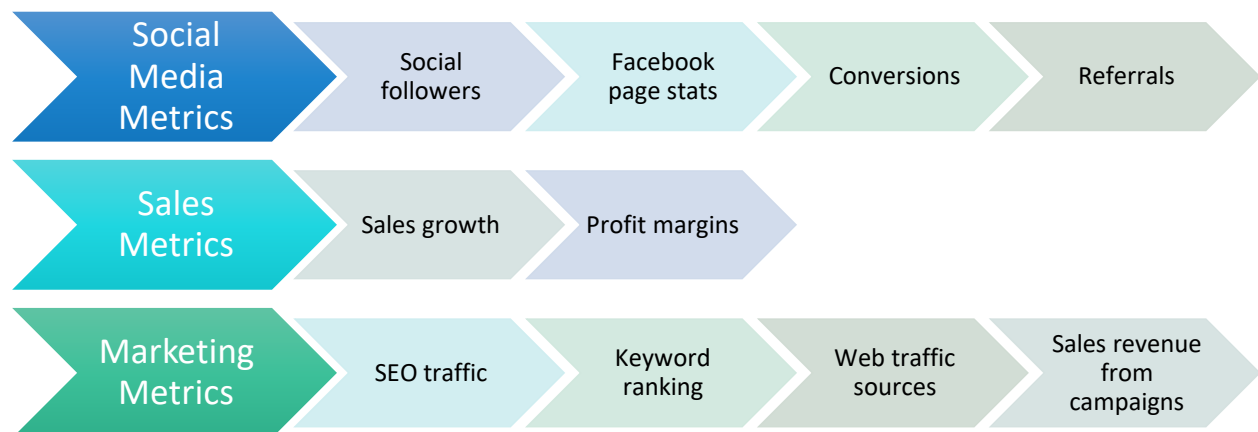 Social
Media
Metrics
Social
followers
Facebook
page stats
Conversions
Referrals
Sales
Metrics
Sales growth
Profit margins
Marketing
Metrics
SEO traffic
Keyword
ranking
Web traffic
sources
Sales revenue
from
campaigns